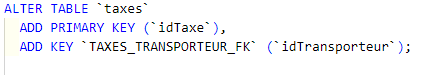 ALTER TABLE `taxes`
ADD PRIMARY KEY (`idTaxe`),
ADD KEY `TAXES_TRANSPORTEUR_FK` (`idTransporteur`);